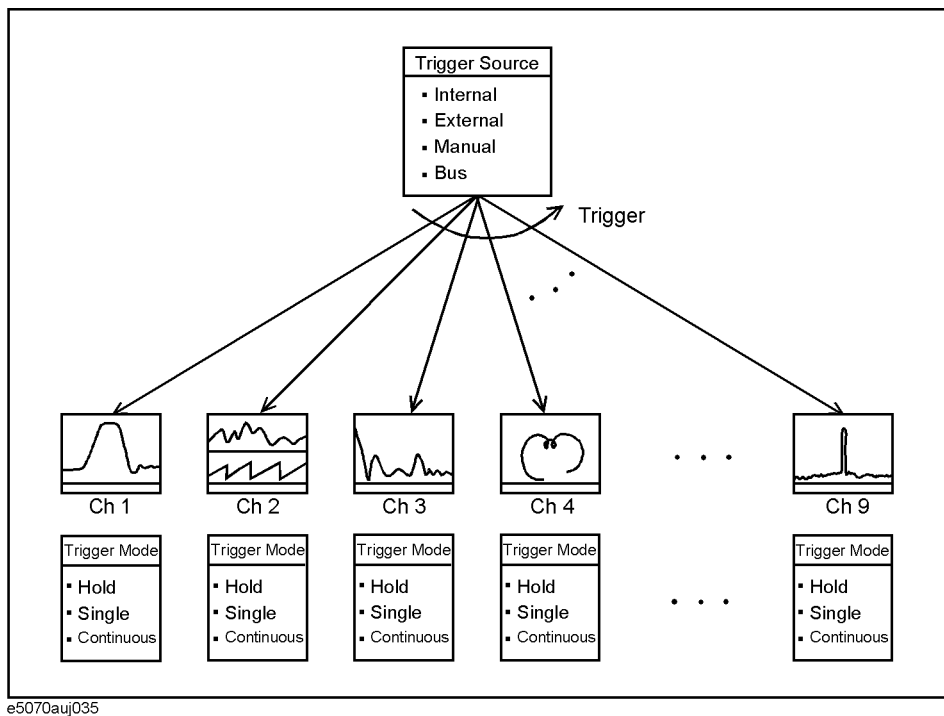 Trigger Source
▪ Internal
▪ External
▪ Manual
▪ Bus
Trigger
Ch 1
Ch 2
Ch 3
Ch 4
Ch 9
Trigger Mode
▪ Hold
▪ Single
▪ Continuous
Trigger Mode
▪ Hold
▪ Single
▪ Continuous
Trigger Mode
▪ Hold
▪ Single
▪ Continuous
Trigger Mode
▪ Hold
▪ Single
▪ Continuous
Trigger Mode
▪ Hold
▪ Single
▪ Continuous
e5070auj035